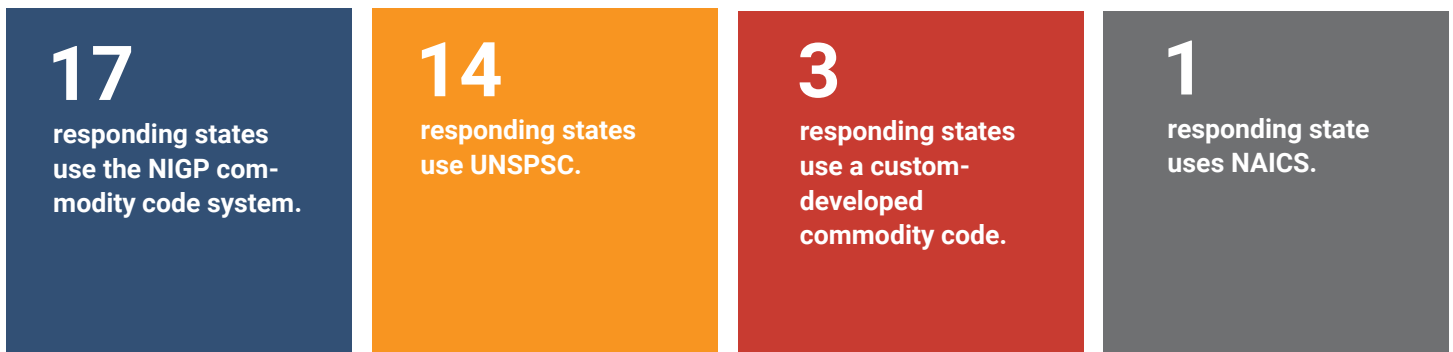 17
responding states
use the NIGP com-
modity code system.
14
responding states
use UNSPSC.
3
responding states
use a custom-
developed
commodity code.
1
responding state
uses NAICS.